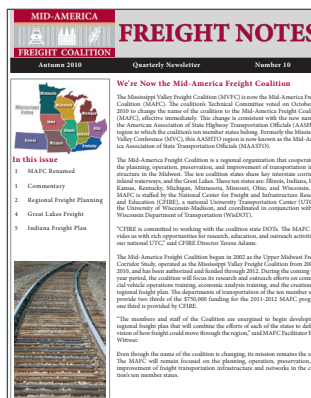 MID-AMERICA
FREIGHT COALITION
FREIGHT NOTES
Autumn 2010
Quarterly Newsletter
Number 10
Mississippi
Valley
In this issue
1 MAFC Renamed
1 Commentary
2 Regional Freight Planning
4 Great Lakes Freight
5 Indiana Freight Plan
We're Now the Mid-America Freight Coalition
The Mississippi Valley Freight Coalition (MVFC) is now the Mid-America Fr
Coalition (MAFC). The coalition's Technical Committee voted on October
2010 to change the name of the coalition to the Mid-America Freight Coal
(MAFC), effective immediately. This change is consistent with the new nam
the American Association of State Highway Transportation Officials (AASH
region to which the coalition's ten member states belong. Formerly the Missis
Valley Conference (MVC), this AASHTO region is now known as the Mid-A
ica Association of State Transportation Officials (MAASTO).
The Mid-America Freight Coalition is a regional organization that cooperat
the planning, operation, preservation, and improvement of transportation in
structure in the Midwest. The ten coalition states share key interstate corric
inland waterways, and the Great Lakes. These ten states are: Illinois, Indiana, I
Kansas, Kentucky, Michigan, Minnesota, Missouri, Ohio, and Wisconsin.
MAFC is staffed by the National Center for Freight and Infrastructure Rese
and Education (CFIRE), a national University Transportation Center (UTC
the University of Wisconsin-Madison, and coordinated in conjunction wit
Wisconsin Department of Transportation (WisDOT).
"CFIRE is committed to working with the coalition state DOTs. The MAFC
vides us with rich opportunities for research, education, and outreach activiti
our national UTC," said CFIRE Director Teresa Adams.
The Mid-America Freight Coalition began in 2002 as the Upper Midwest Fr
Corridor Study, operated as the Mississippi Valley Freight Coalition from 200
2010, and has been authorized and funded through 2012. During the coming
year period, the coalition will focus its research and outreach efforts on com
cial vehicle operations training, economic analysis training, and the creation
regional freight plan. The departments of transportation of the ten member s
provide two thirds of the $750,000 funding for the 2011-2012 MAFC prog
one third is provided by CFIRE.
"The members and staff of the Coalition are energized to begin developi
regional freight plan that will combine the efforts of each of the states to defi
vision of how freight could move through the region," said MAFC Facilitator E
Wittwer.
Even though the name of the coalition is changing, its mission remains the s
The MAFC will remain focused on the planning, operation, preservation,
improvement of freight transportation infrastructure and networks in the c
tion's ten member states.